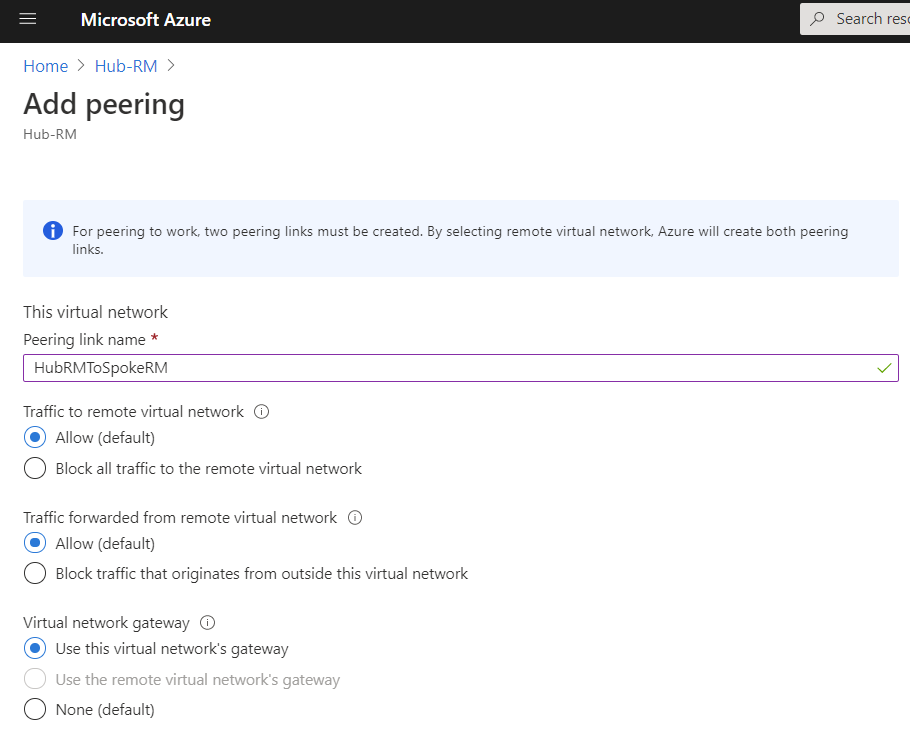 Microsoft Azure
Search reso
Home > Hub-RM >
Add peering
Hub-RM
For peering to work, two peering links must be created. By selecting remote virtual network, Azure will create both peering
links.
This virtual network
Peering link name *
HubRMToSpokeRM
Traffic to remote virtual network
Allow (default)
Block all traffic to the remote virtual network
Traffic forwarded from remote virtual network
Allow (default)
Block traffic that originates from outside this virtual network
Virtual network gateway
Use this virtual network's gateway
Use the remote virtual network's gateway
None (default)